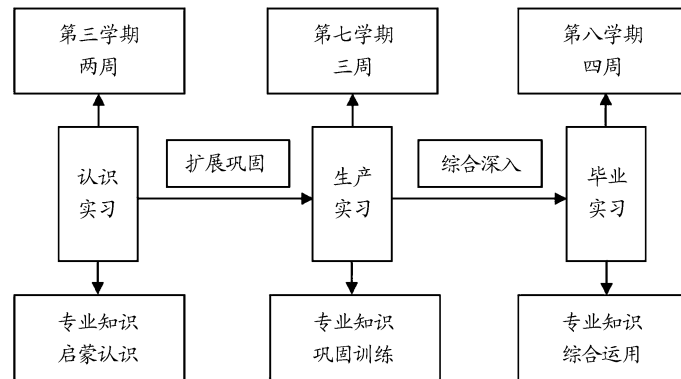 第三学期
两周
第七学期
三周
第八学期
四周
认识
实习
扩展巩固
生产
实习
综合深入
毕业
实习
专业知识
启蒙认识
专业知识
巩固训练
专业知识
综合运用